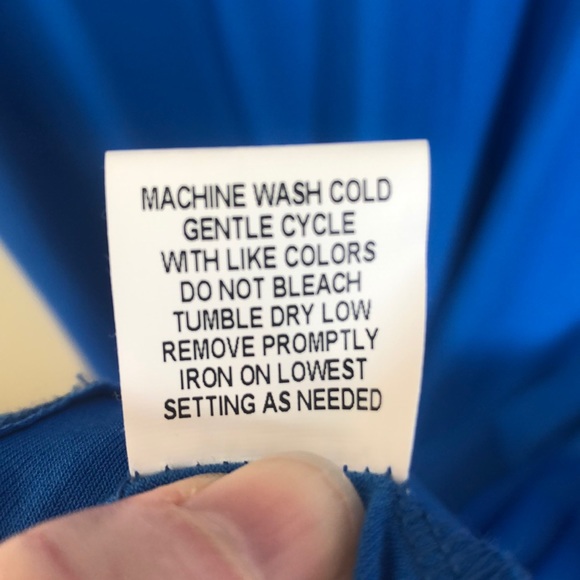 MACHINE WASH COLD
GENTLE CYCLE
WITH LIKE COLORS
DO NOT BLEACH
TUMBLE DRY LOW
REMOVE PROMPTLY
IRON ON LOWEST
SETTING AS NEEDED